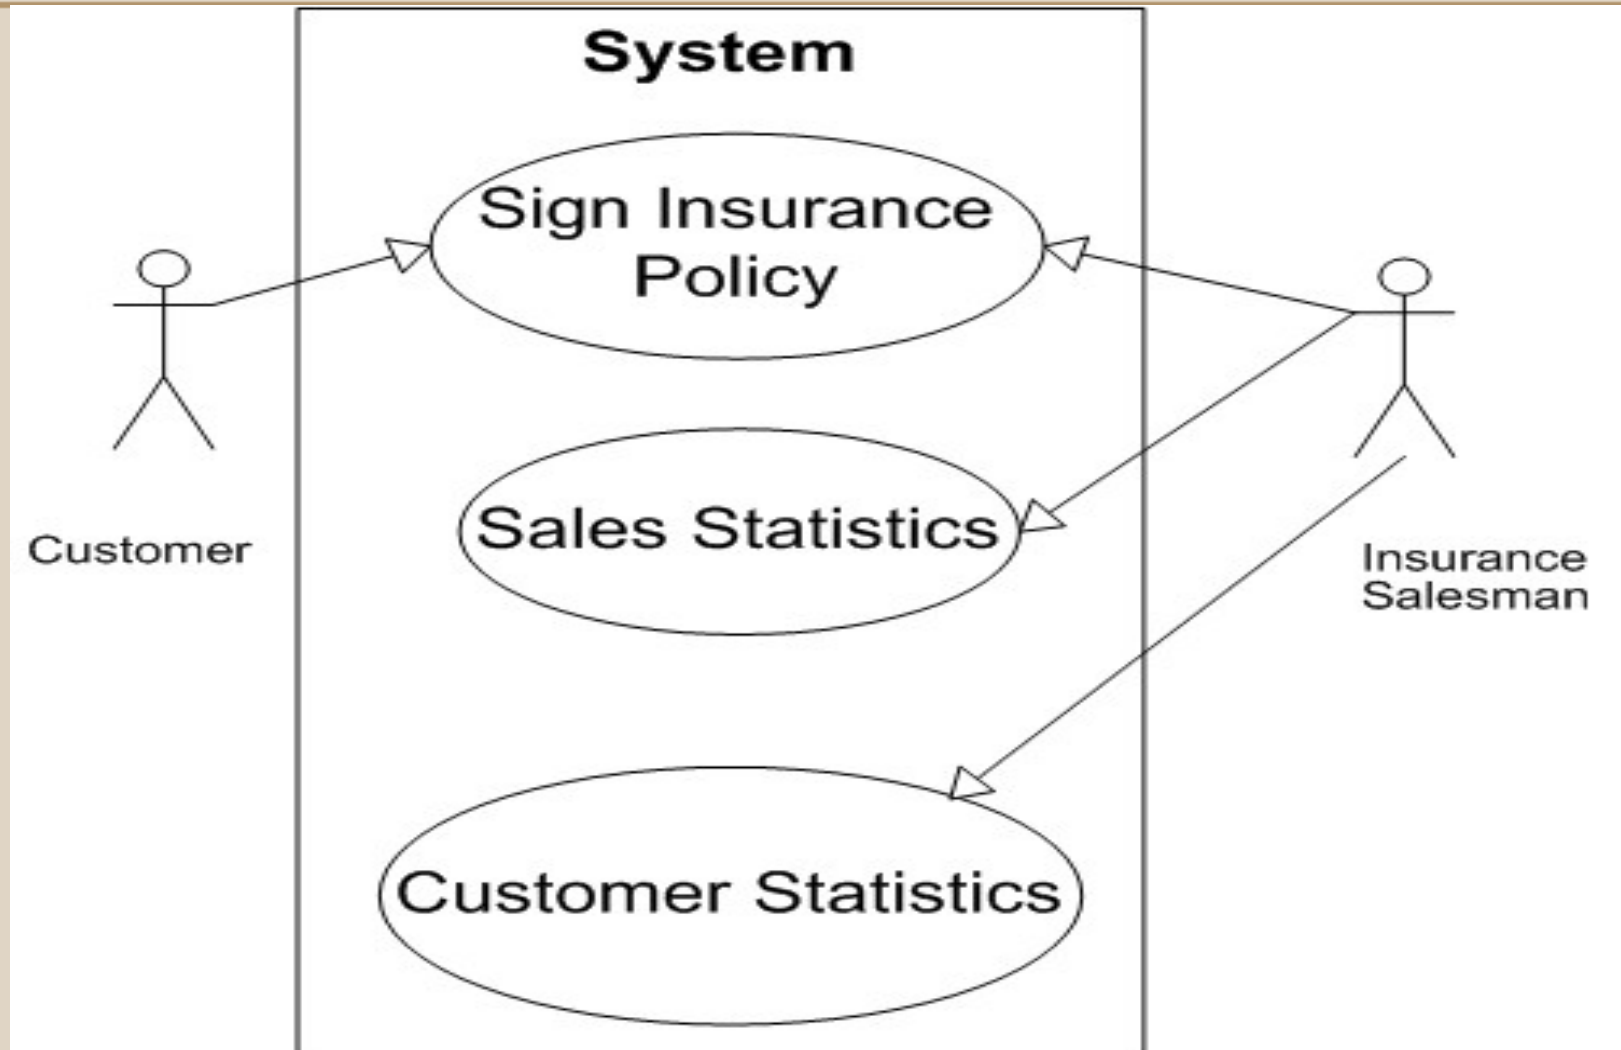 System
Sign Insurance
Policy
Sales Statistics
Customer
Insurance
Salesman
Customer Statistics